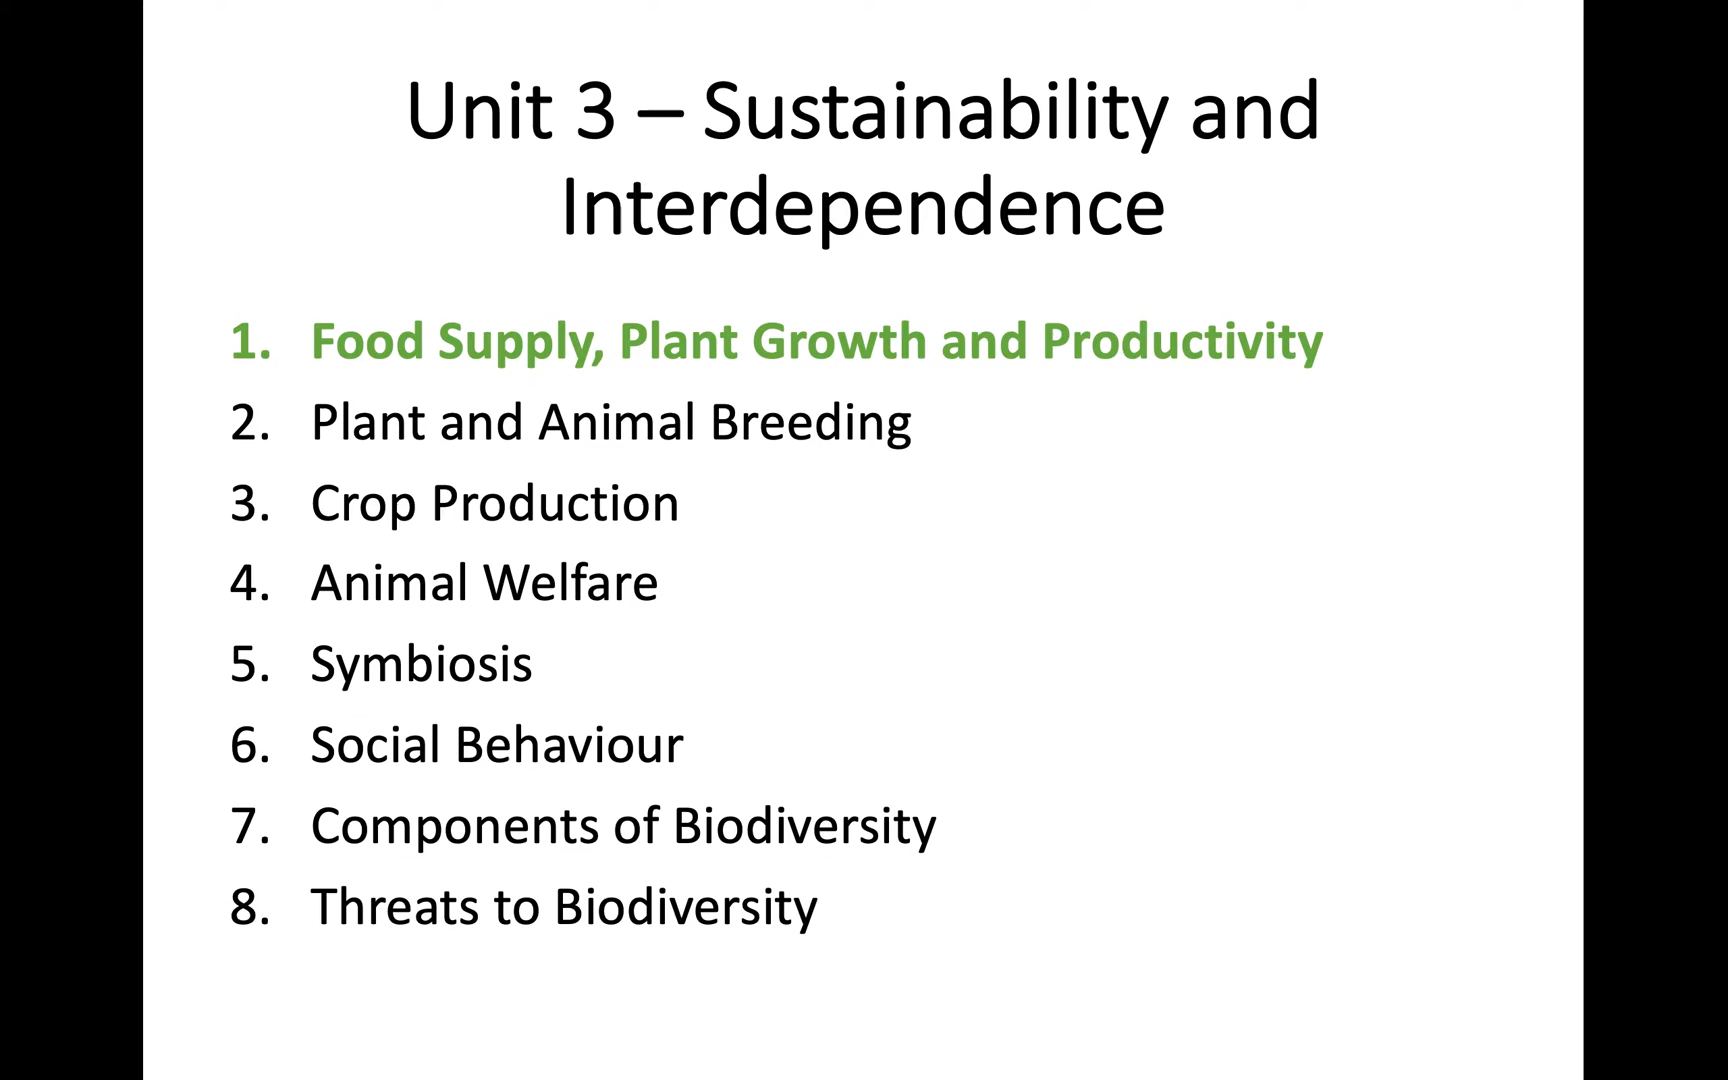 Unit 3 – Sustainability and
Interdependence
1. Food Supply, Plant Growth and Productivity
2. Plant and Animal Breeding
3. Crop Production
4. Animal Welfare
5. Symbiosis
6. Social Behaviour
7. Components of Biodiversity
8. Threats to Biodiversity